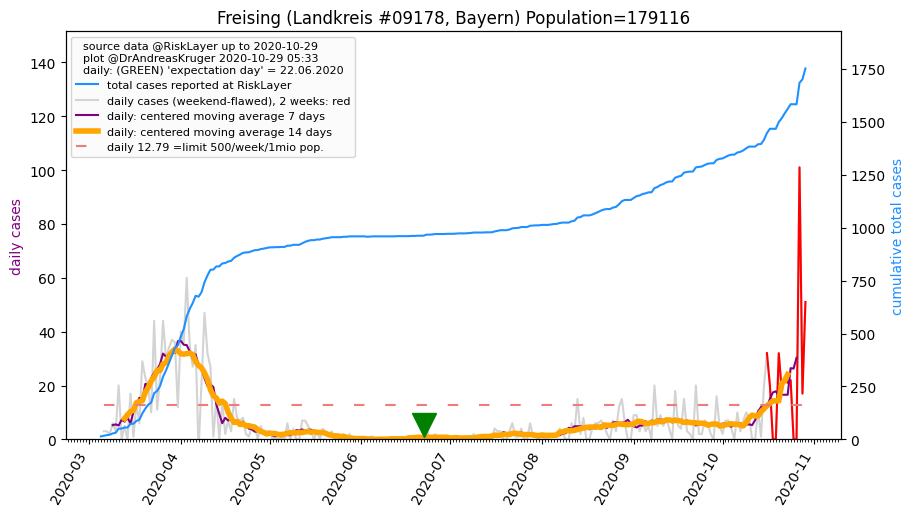 Freising (Landkreis #09178, Bayern) Population=179116
source data @RiskLayer up to 2020-10-29
plot @DrAndreasKruger 2020-10-29 05:33
daily: (GREEN) 'expectation day' = 22.06.2020
total cases reported at RiskLayer
daily cases (weekend-flawed), 2 weeks: red
daily: centered moving average 7 days
daily: centered moving average 14 days
daily 12.79 =limit 500/week/1mio pop.
daily cases
140
120
100
80
60
40
20
0
cumulative total cases
1750
1500
1250
1000
750
500
250
0
2020-03
2020-04
2020-05
2020-06
2020-07
2020-08
2020-09
2020-10
2020-11